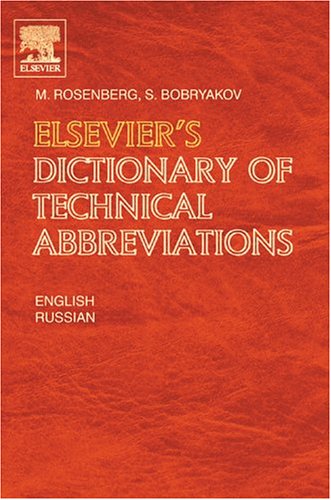 ELSEVIER
M. ROSENBERG, S. BOBRYAKOV
ELSEVIER'S
DICTIONARY OF
TECHNICAL
ABBREVIATIONS
ENGLISH
RUSSIAN